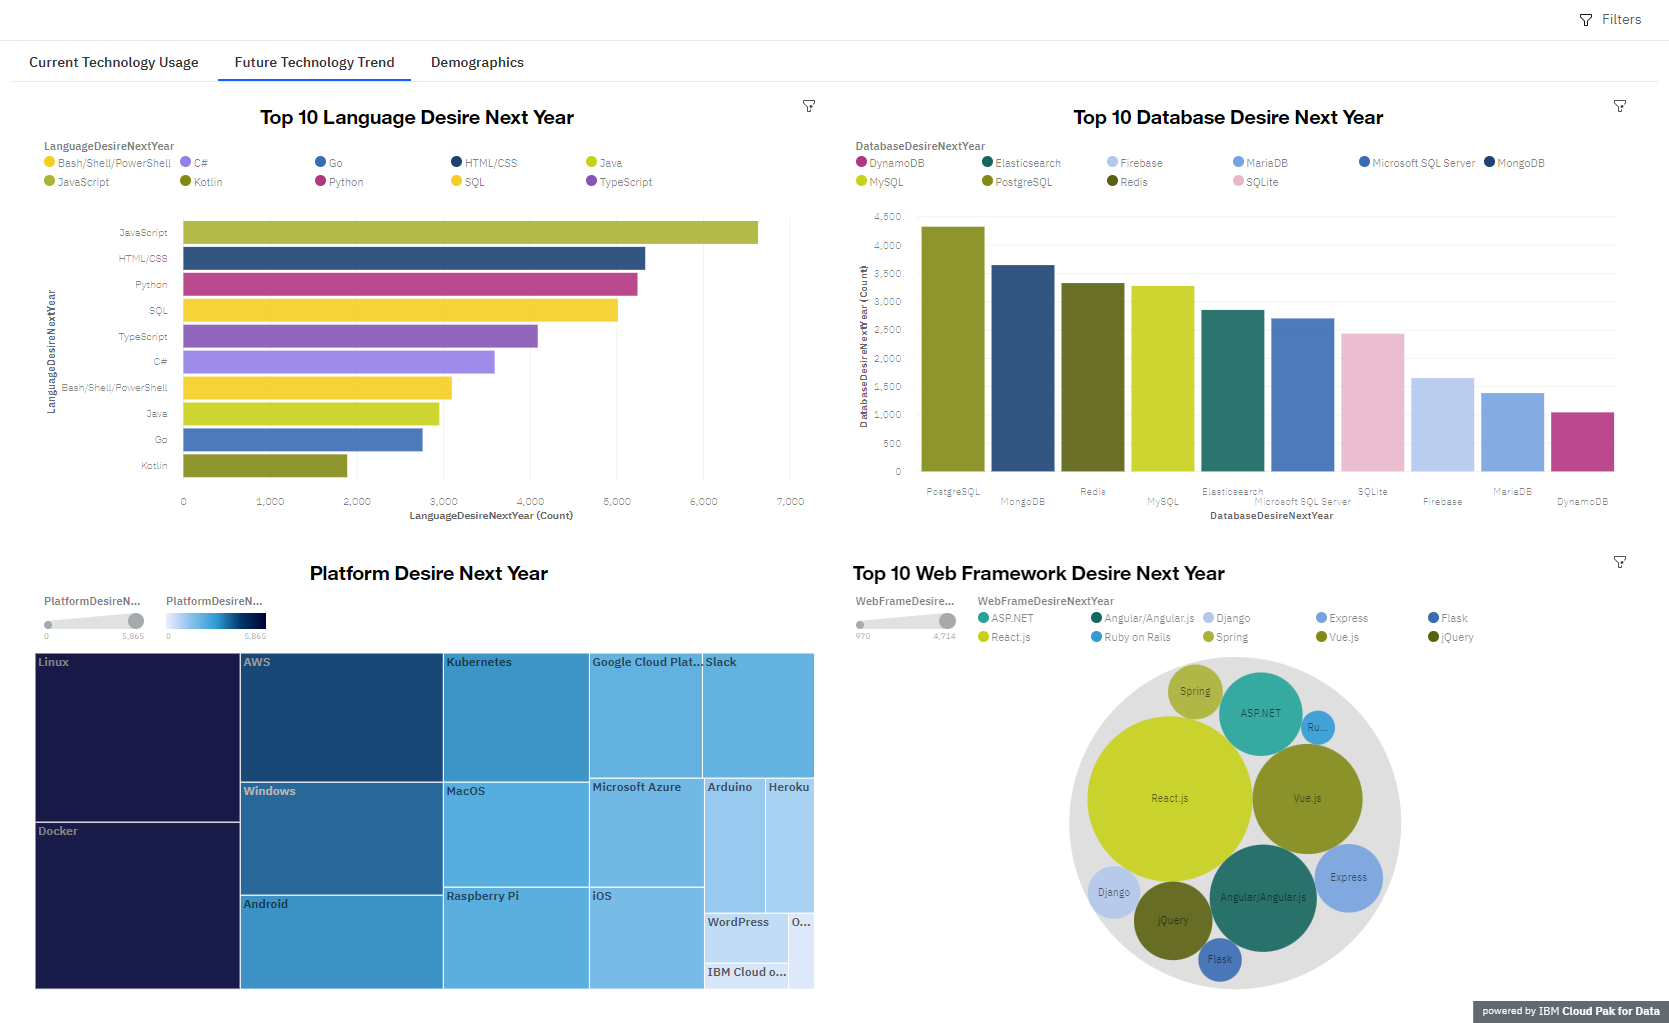 Filters
Current Technology Usage
Future Technology Trend
Demographics
Top 10 Language Desire Next Year
LanguageDesireNextYear
Bash/Shell/PowerShell
C#
Go
HTML/CSS
Java
JavaScript
Kotlin
Python
SQL
TypeScript
LanguageDesireNextYear
JavaScript
HTML/CSS
Python
SQL
TypeScript
C#
Bash/Shell/PowerShell
Java
Go
Kotlin
0
1,000
2,000
3,000
4,000
5,000
6,000
7,000
LanguageDesireNextYear (Count)
Top 10 Database Desire Next Year
DatabaseDesireNextYear
DynamoDB
Elasticsearch
Firebase
MariaDB
Microsoft SQL Server
MongoDB
MySQL
PostgreSQL
Redis
SQLite
DatabaseDesireNextYear (Count)
4,500
4,000
3,500
3,000
2,500
2,000
1,500
1,000
500
0
PostgreSQL
MongoDB
Redis
MySQL
Elasticsearch
Microsoft SQL Server
SQLite
Firebase
MariaDB
DynamoDB
DatabaseDesireNextYear
Platform Desire Next Year
PlatformDesireN...
0
5,865
PlatformDesireN...
0
5,865
Linux
Docker
AWS
Windows
Android
Kubernetes
MacOS
Raspberry Pi
Google Cloud Plat...
Slack
Microsoft Azure
iOS
Arduino
Heroku
WordPress
O...
IBM Cloud o...
Top 10 Web Framework Desire Next Year
WebFrameDesire...
970
4,714
WebFrameDesireNextYear
ASP.NET
Angular/Angular.js
Django
Express
Flask
React.js
Ruby on Rails
Spring
Vue.js
jQuery
Spring
ASP.NET
Ru...
React.js
Vue.js
Django
jQuery
Angular/Angular.js
Express
Flask
powered by IBM Cloud Pak for Data